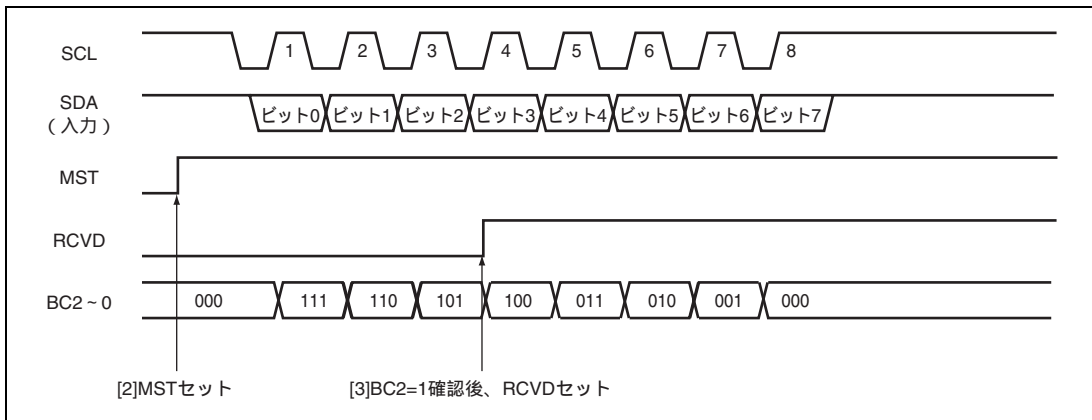 SCL 1 2 3 4 5 6 7 8
SDA
(入力)
ビット0 ビット1 ビット2 ビット3 ビット4 ビット5 ビット6 ビット7
MST
RCVD
BC2~0 000 111 110 101 100 011 010 001 000
[2]MSTセット [3]BC2=1確認後、RCVDセット